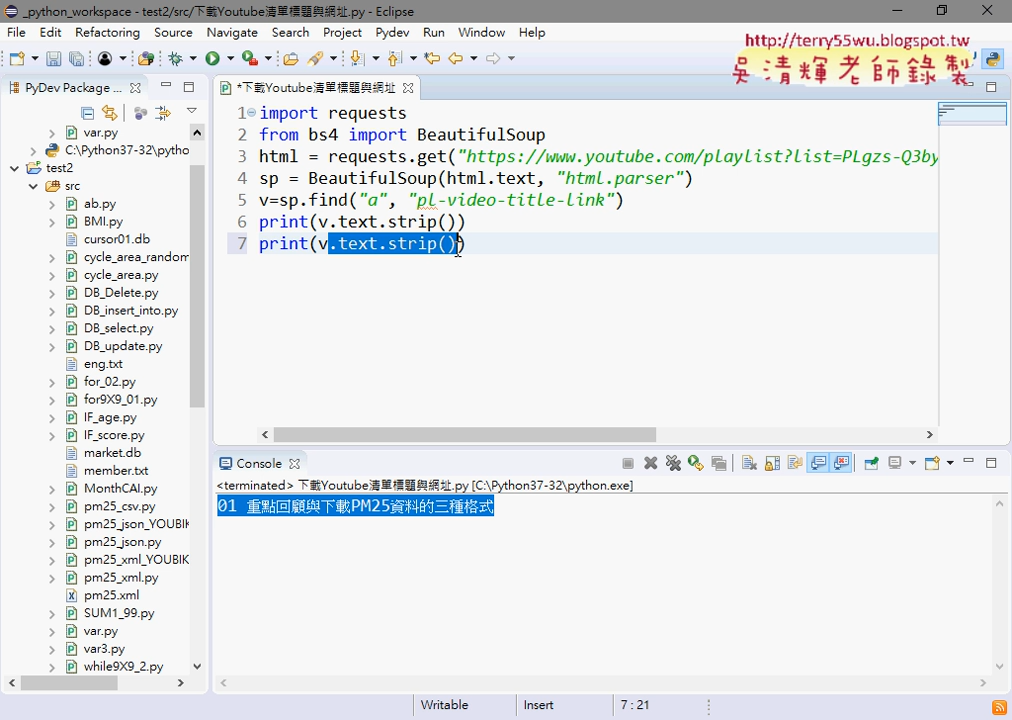 _python_workspace - test2/src/下載Youtube清單標題與網址.py - Eclipse
File Edit Refactoring Source Navigate Search Project Pydev Run Window Help
http://terry55wu.blogspot.tw
吳清輝老師錄製
PyDev Package ...
*下載Youtube清單標題與網址
var.py
C:\Python37-32\pytho
test2
src
ab.py
BMI.py
cursor01.db
cycle_area_random
cycle_area.py
DB_Delete.py
DB_insert_into.py
DB_select.py
DB_update.py
eng.txt
for_02.py
for9X9_01.py
IF_age.py
IF_score.py
market.db
member.txt
MonthCAI.py
pm25_csv.py
pm25_json_YOUBIK
pm25_json.py
pm25_xml_YOUBIK
pm25_xml.py
pm25.xml
SUM1_99.py
var.py
var3.py
while9X9_2.py
1 import requests
2 from bs4 import BeautifulSoup
3 html = requests.get("https://www.youtube.com/playlist?list=PLgzs-Q3by
4 sp = BeautifulSoup(html.text, "html.parser")
5 v=sp.find("a", "pl-video-title-link")
6 print(v.text.strip())
7 print(v.text.strip())
Console
<terminated> 下載Youtube清單標題與網址.py [C:\Python37-32\python.exe]
01 重點回顧與下載PM25資料的三種格式
Writable Insert 7 : 21